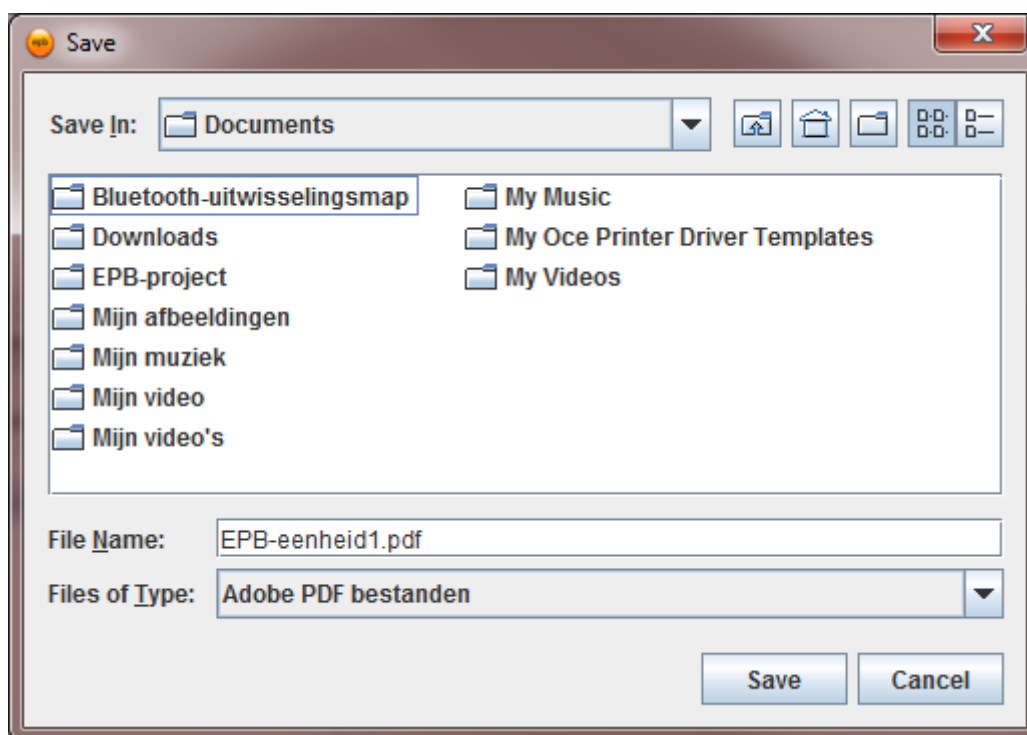 epb Save
Save In: Documents
Bluetooth-uitwisselingsmap
Downloads
EPB-project
Mijn afbeeldingen
Mijn muziek
Mijn video
Mijn video's
My Music
My Oce Printer Driver Templates
My Videos
File Name: EPB-eenheid1.pdf
Files of Type: Adobe PDF bestanden
Save Cancel